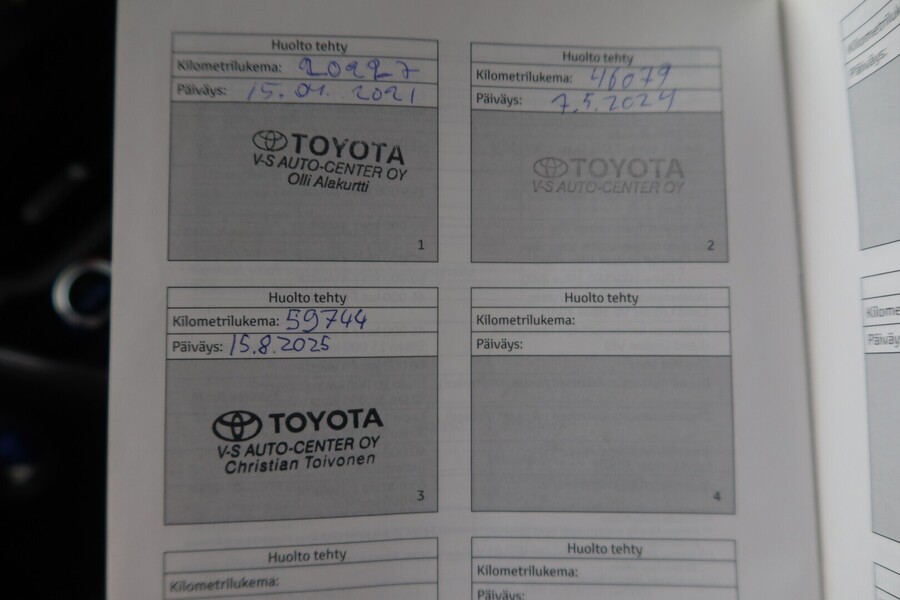 Huolto tehty
Kilometrilukema: 20227
Päiväys: 15.01.2021
TOYOTA
V-S AUTO-CENTER OY
Olli Alakurtti
1
Huolto tehty
Kilometrilukema: 46079
Päiväys: 7.5.2024
TOYOTA
V-S AUTO-CENTER OY
2
Huolto tehty
Kilometrilukema: 59744
Päiväys: 15.8.2025
TOYOTA
V-S AUTO-CENTER OY
Christian Toivonen
3
Huolto tehty
Kilometrilukema:
Päiväys:
4
Huolto tehty
Kilometrilukema:
Huolto tehty
Kilometrilukema:
Päiväys: